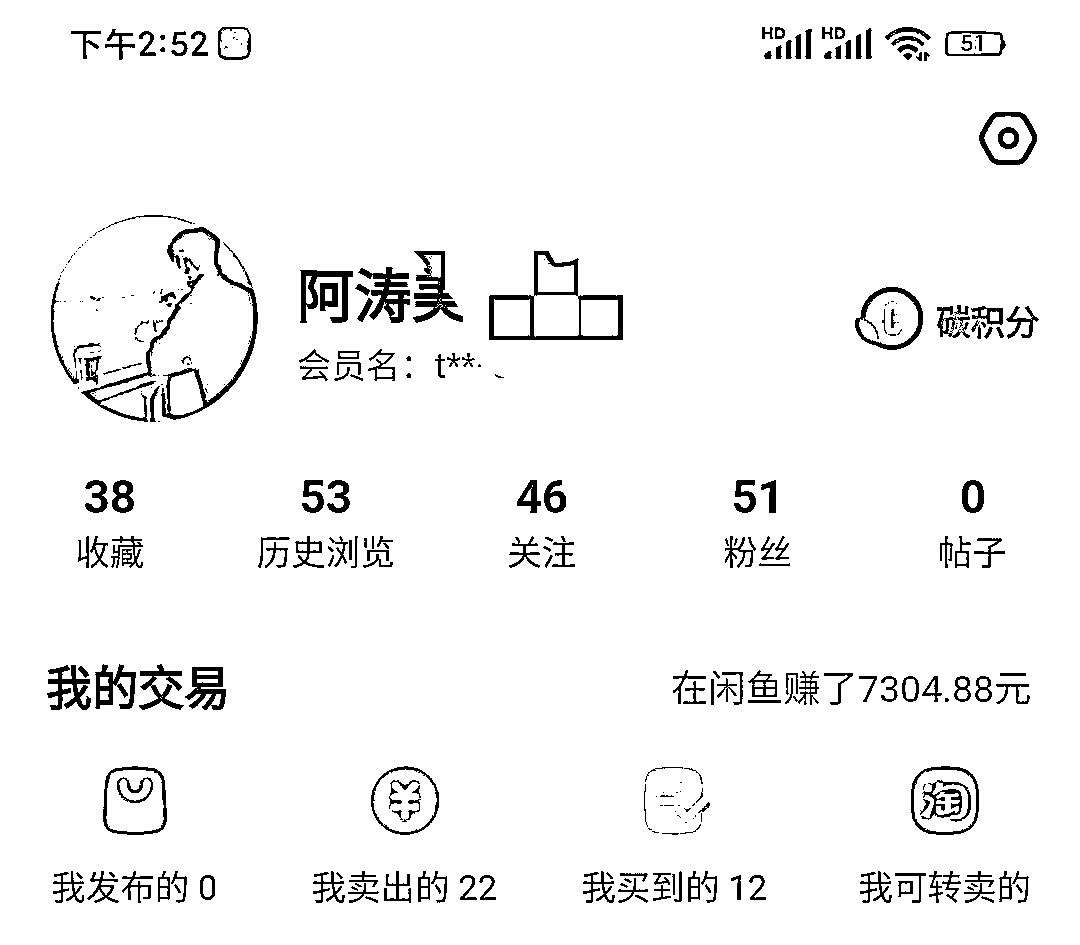 下午2:52
HD HD 51
阿涛
碳积分
会员名：t**
38 53 46 51 0
收藏 历史浏览 关注 粉丝 帖子
我的交易 在闲鱼赚了7304.88元
淘
我发布的 0 我卖出的 22 我买到的 12 我可转卖的